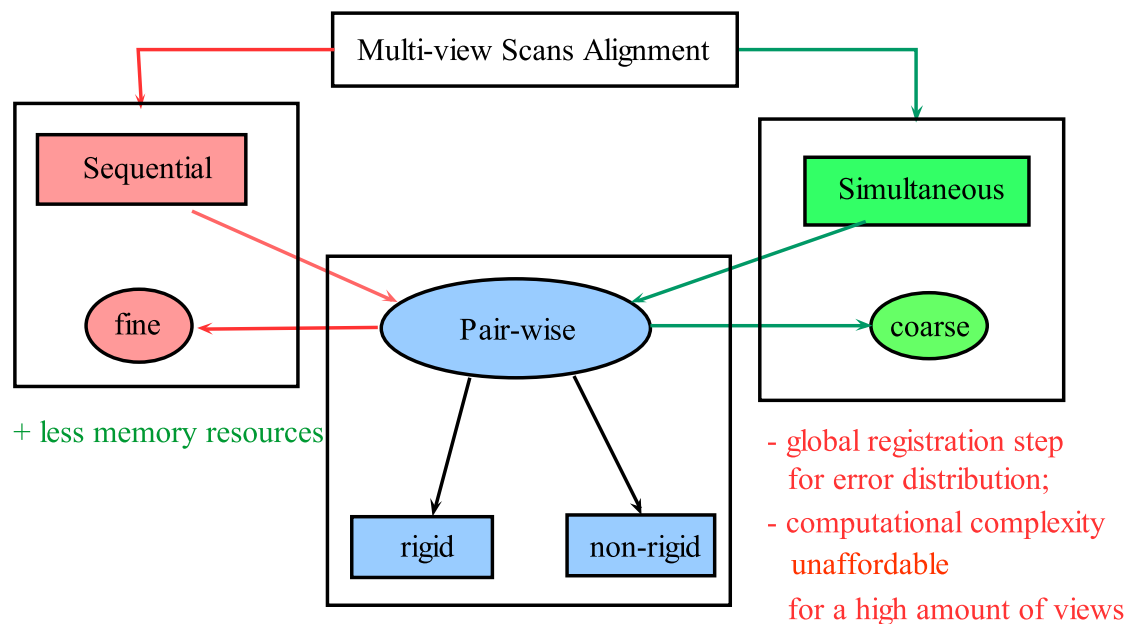 Multi-view Scans Alignment
Sequential
Simultaneous
fine
Pair-wise
coarse
+ less memory resources
rigid
non-rigid
- global registration step
for error distribution;
- computational complexity
unaffordable
for a high amount of views